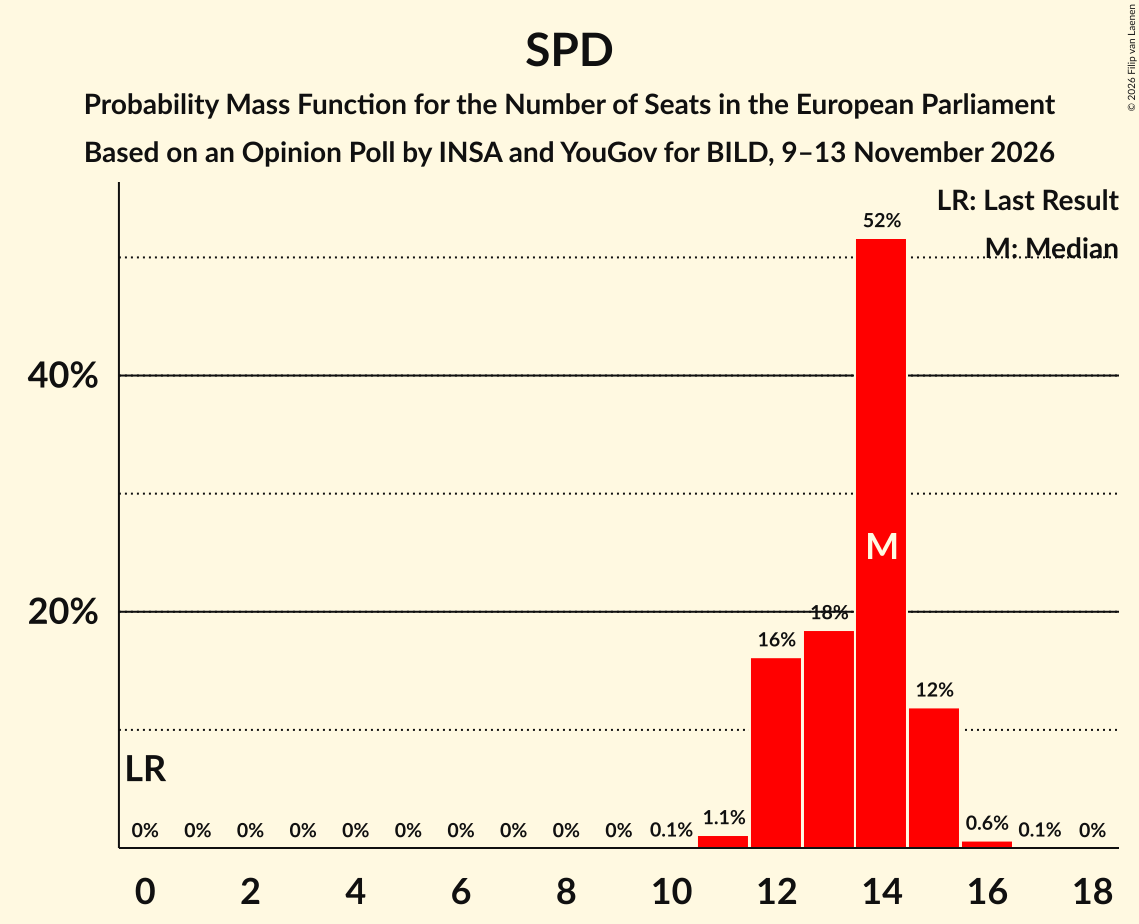 SPD
Probability Mass Function for the Number of Seats in the European Parliament
Based on an Opinion Poll by INSA and YouGov for BILD, 9–13 November 2026
© 2026 Filip van Laenen
LR: Last Result
M: Median
40%
20%
52%
M
18%
16%
12%
LR
0% 0% 0% 0% 0% 0% 0% 0% 0% 0% 0.1% 1.1% 0.6% 0.1% 0%
0 2 4 6 8 10 12 14 16 18